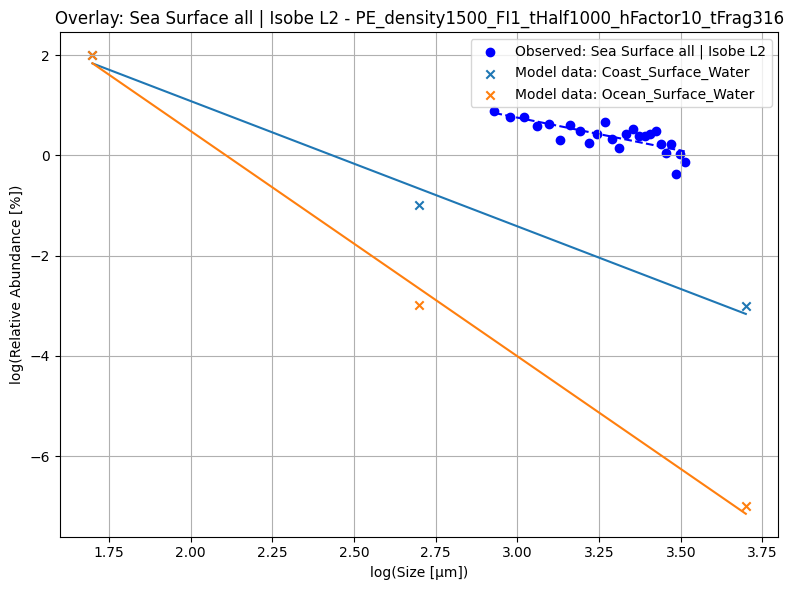 Overlay: Sea Surface all | Isobe L2 - PE_density1500_FI1_tHalf1000_hFactor10_tFrag316
Observed: Sea Surface all | Isobe L2
Model data: Coast_Surface_Water
Model data: Ocean_Surface_Water
log(Relative Abundance [%])
2
0
−2
−4
−6
1.75 2.00 2.25 2.50 2.75 3.00 3.25 3.50 3.75
log(Size [µm])